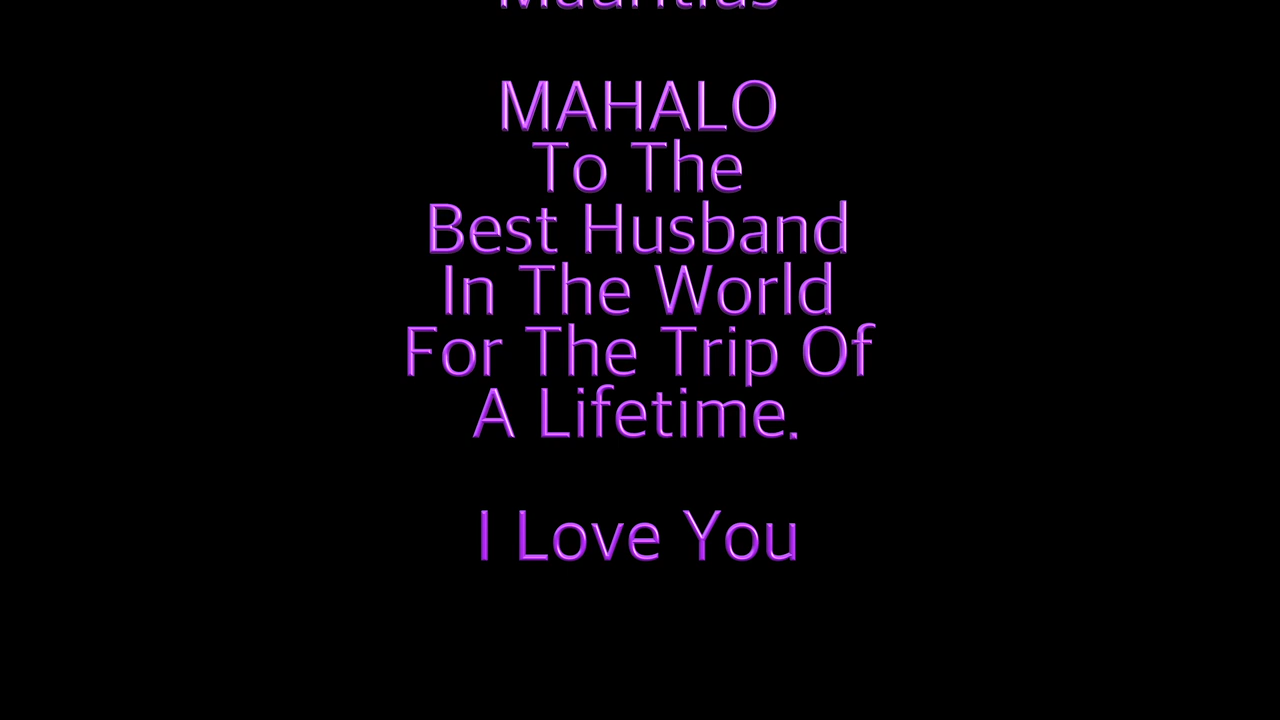 MAHALO
To The
Best Husband
In The World
For The Trip Of
A Lifetime.
I Love You